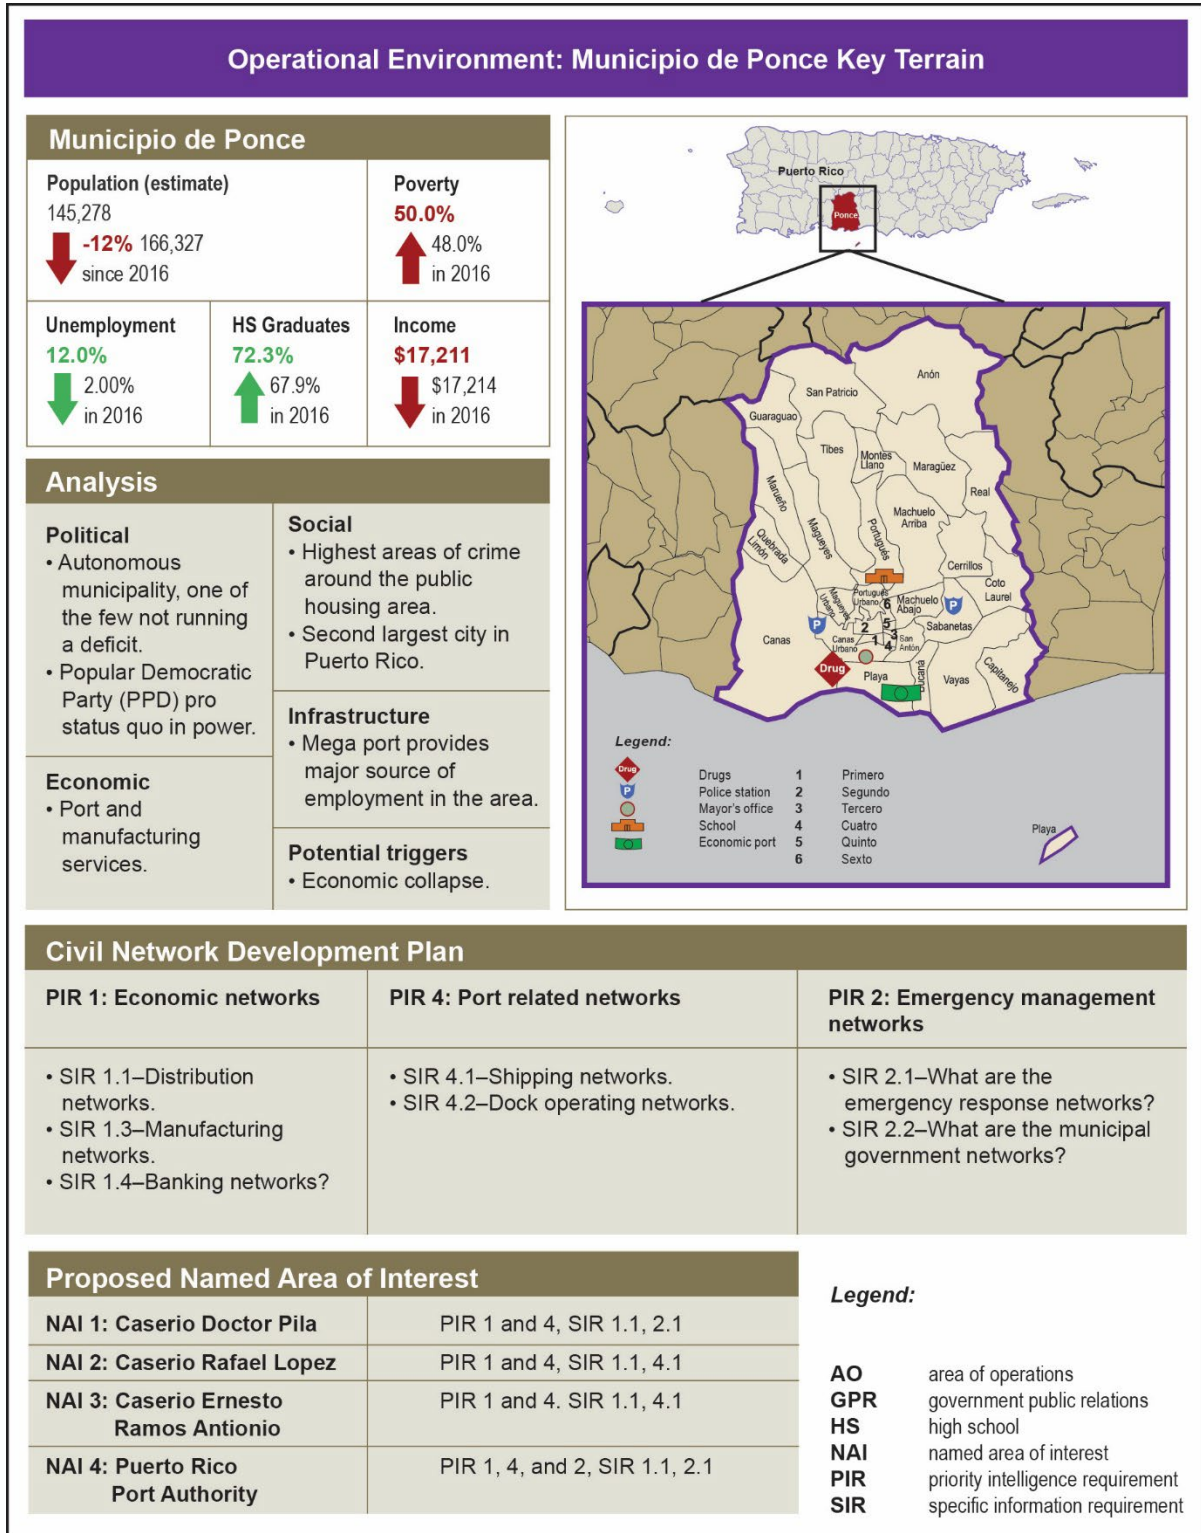 Operational Environment: Municipio de Ponce Key Terrain
Municipio de Ponce
Population (estimate)
145,278
-12% 166,327
since 2016
Poverty
50.0%
48.0%
in 2016
Unemployment
12.0%
2.00%
in 2016
HS Graduates
72.3%
67.9%
in 2016
Income
$17,211
$17,214
in 2016
Analysis
Political
• Autonomous
municipality, one of
the few not running
a deficit.
• Popular Democratic
Party (PPD) pro
status quo in power.
Economic
• Port and
manufacturing
services.
Social
• Highest areas of crime
around the public
housing area.
• Second largest city in
Puerto Rico.
Infrastructure
• Mega port provides
major source of
employment in the area.
Potential triggers
• Economic collapse.
Puerto Rico
Ponce
Anón
San Patricio
Guaraguao
Tibes
Montes
Llano
Maragüez
Real
Marueño
Magueyes
Portugués
Machuelo
Arriba
Quebrada
Limón
Cerrillos
Coto
Laurel
Magueyes
Urbano
Portugués
Urbano
6
Machuelo
Abajo
P
P
Sabanetas
Canas
Canas
Urbano
2
5
1
3
4
San
Antón
Drug
Playa
Bucaná
Vayas
Capitanejo
Legend:
Drug
Drugs
1
Primero
P
Police station
2
Segundo
Mayor's office
3
Tercero
School
4
Cuatro
Economic port
5
Quinto
6
Sexto
Playa
Civil Network Development Plan
PIR 1: Economic networks
PIR 4: Port related networks
PIR 2: Emergency management
networks
• SIR 1.1–Distribution
networks.
• SIR 1.3–Manufacturing
networks.
• SIR 1.4–Banking networks?
• SIR 4.1–Shipping networks.
• SIR 4.2–Dock operating networks.
• SIR 2.1–What are the
emergency response networks?
• SIR 2.2–What are the municipal
government networks?
Proposed Named Area of Interest
NAI 1: Caserio Doctor Pila
PIR 1 and 4, SIR 1.1, 2.1
NAI 2: Caserio Rafael Lopez
PIR 1 and 4, SIR 1.1, 4.1
NAI 3: Caserio Ernesto
Ramos Antionio
PIR 1 and 4. SIR 1.1, 4.1
NAI 4: Puerto Rico
Port Authority
PIR 1, 4, and 2, SIR 1.1, 2.1
Legend:
AO area of operations
GPR government public relations
HS high school
NAI named area of interest
PIR priority intelligence requirement
SIR specific information requirement